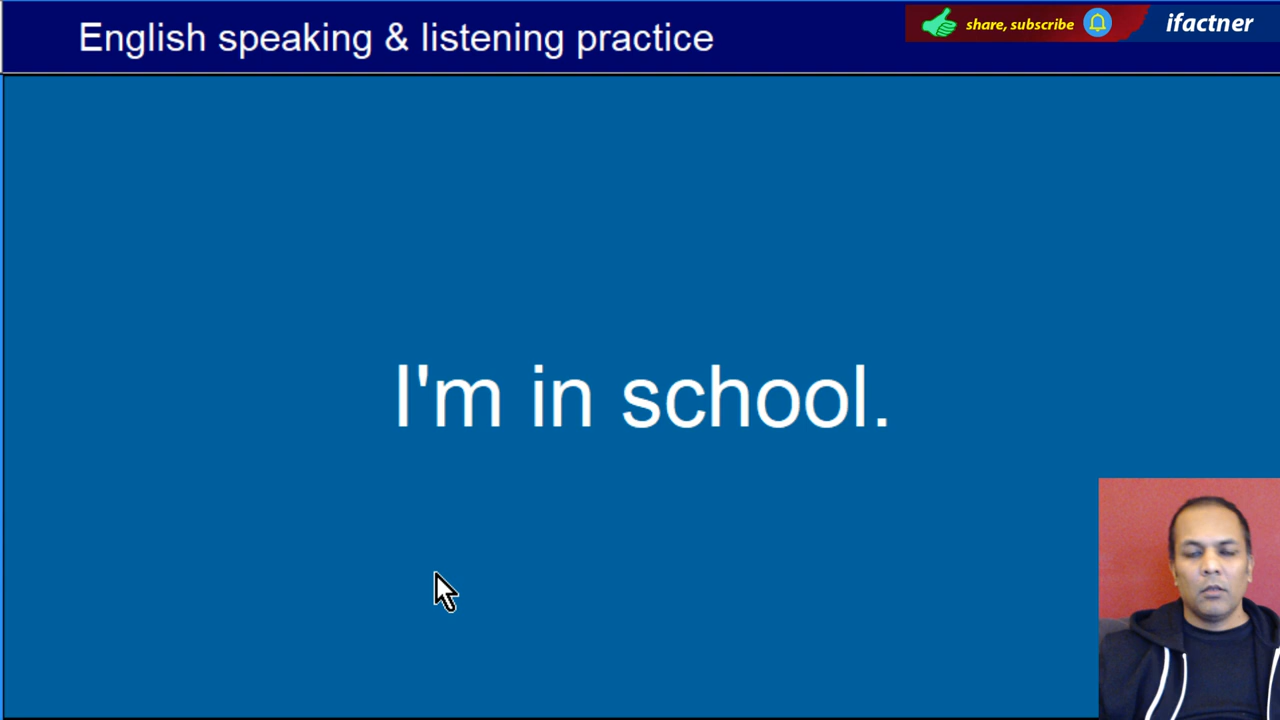 English speaking & listening practice
share, subscribe
ifactner
I'm in school.